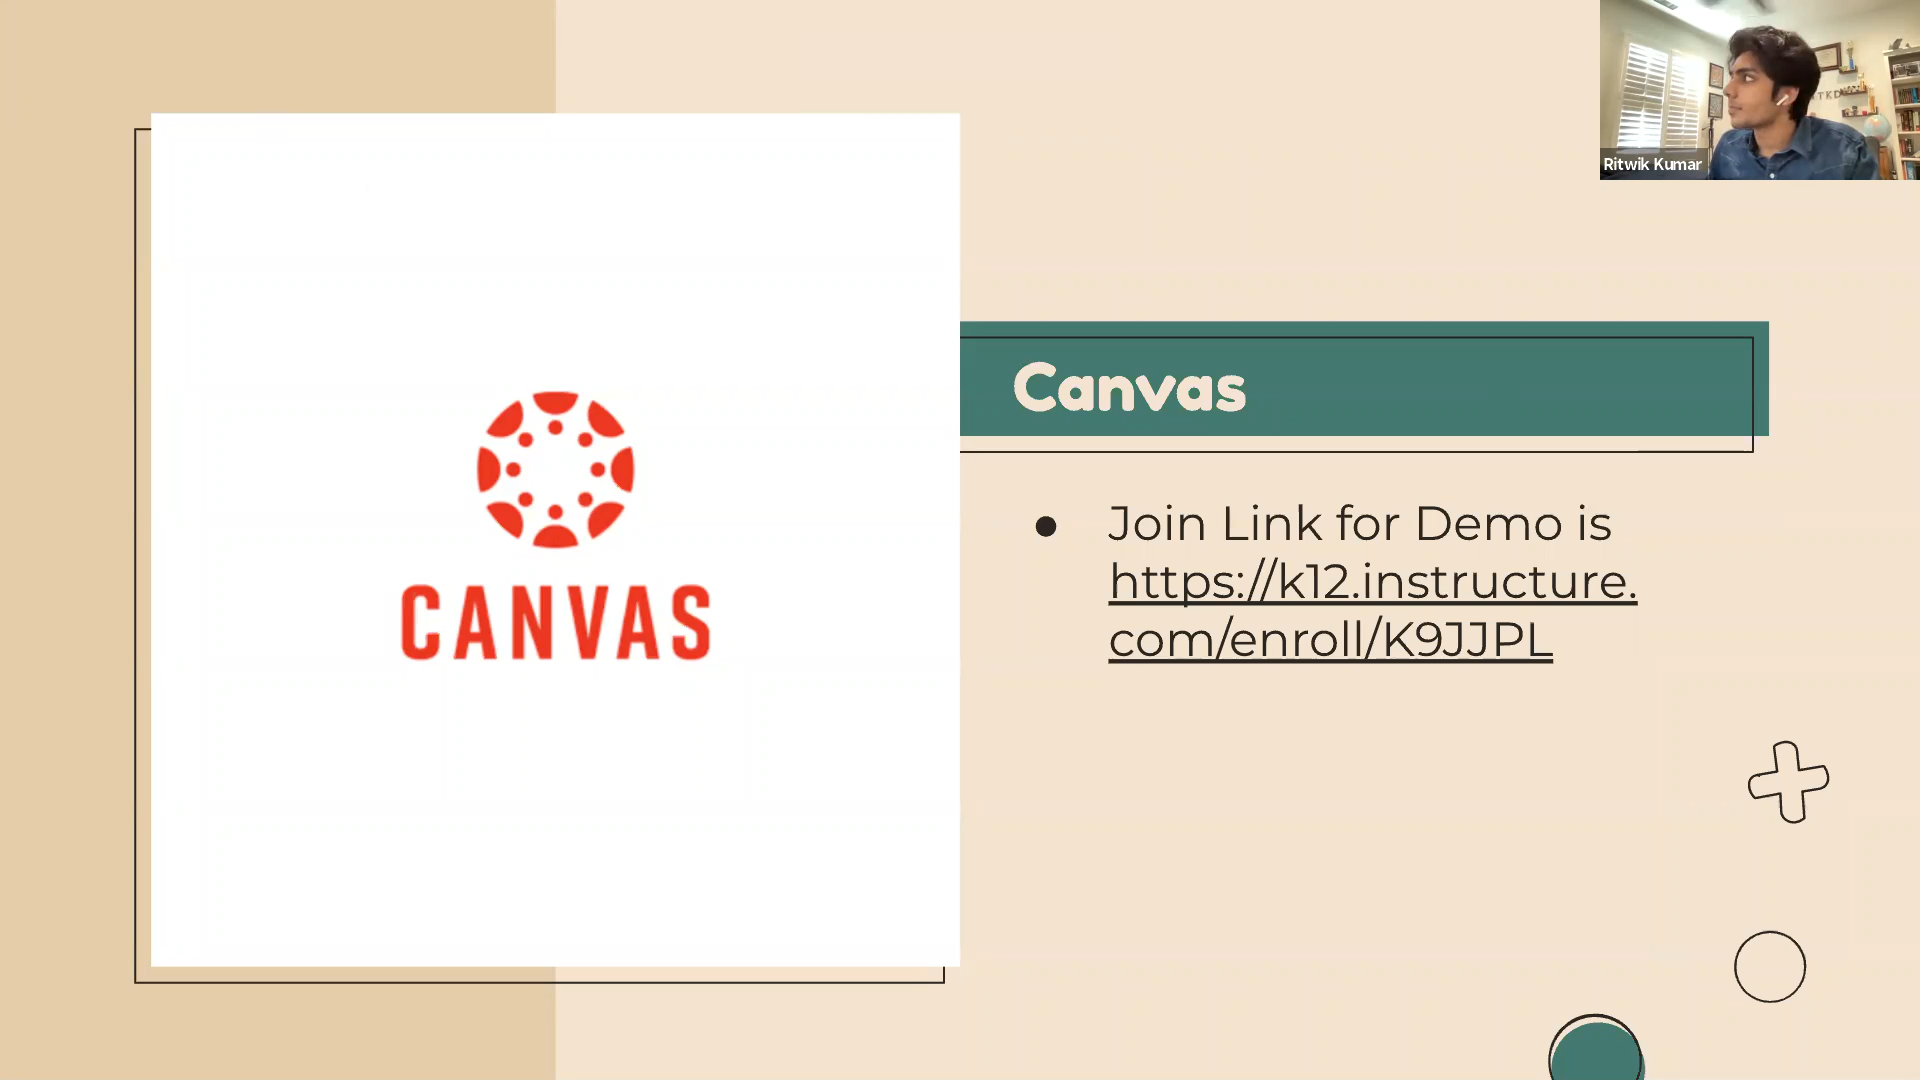 Ritwik Kumar
CANVAS
Canvas
● Join Link for Demo is
https://k12.instructure.
com/enroll/K9JJPL